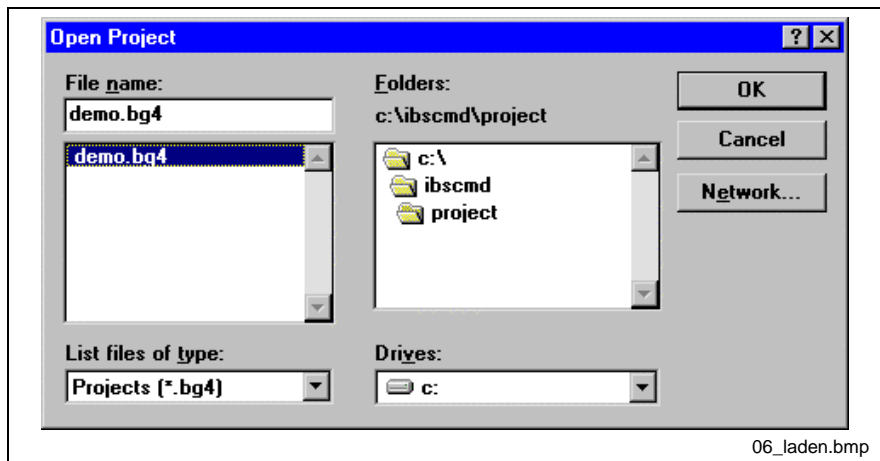 Open Project
File name:
demo.bg4
demo.bg4
List files of type:
Projects (*.bg4)
Folders:
c:\ibscmd\project
c:\
ibscmd
project
Drives:
c:
OK
Cancel
Network...
06_laden.bmp